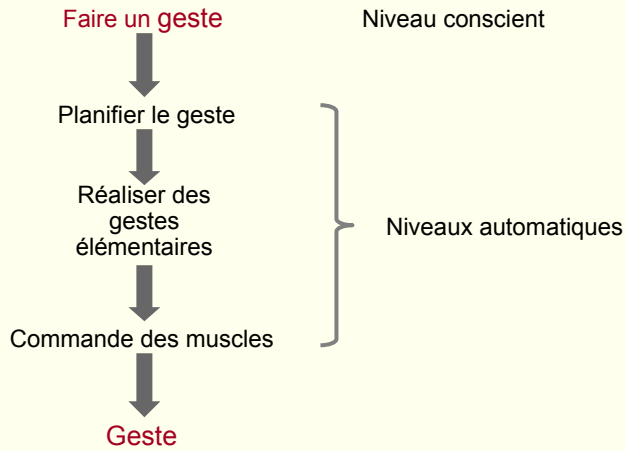 Faire un geste Niveau conscient
Planifier le geste
Réaliser des
gestes
élémentaires
Niveaux automatiques
Commande des muscles
Geste